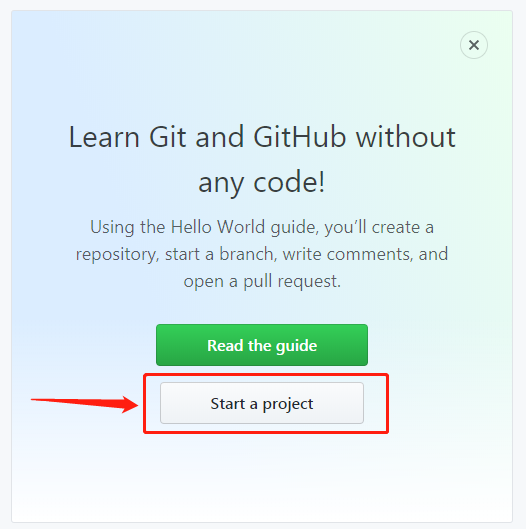 Learn Git and GitHub without
any code!
Using the Hello World guide, you’ll create a
repository, start a branch, write comments, and
open a pull request.
Read the guide
Start a project